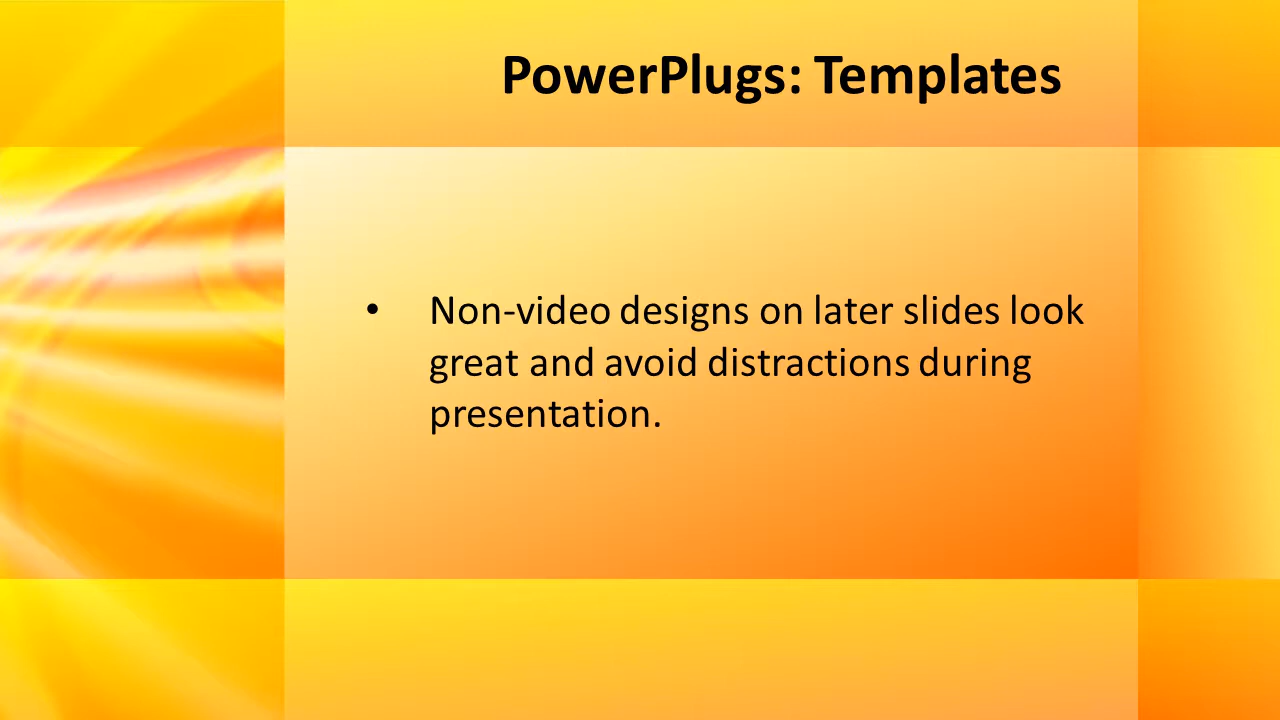 PowerPlugs: Templates
• Non-video designs on later slides look
great and avoid distractions during
presentation.